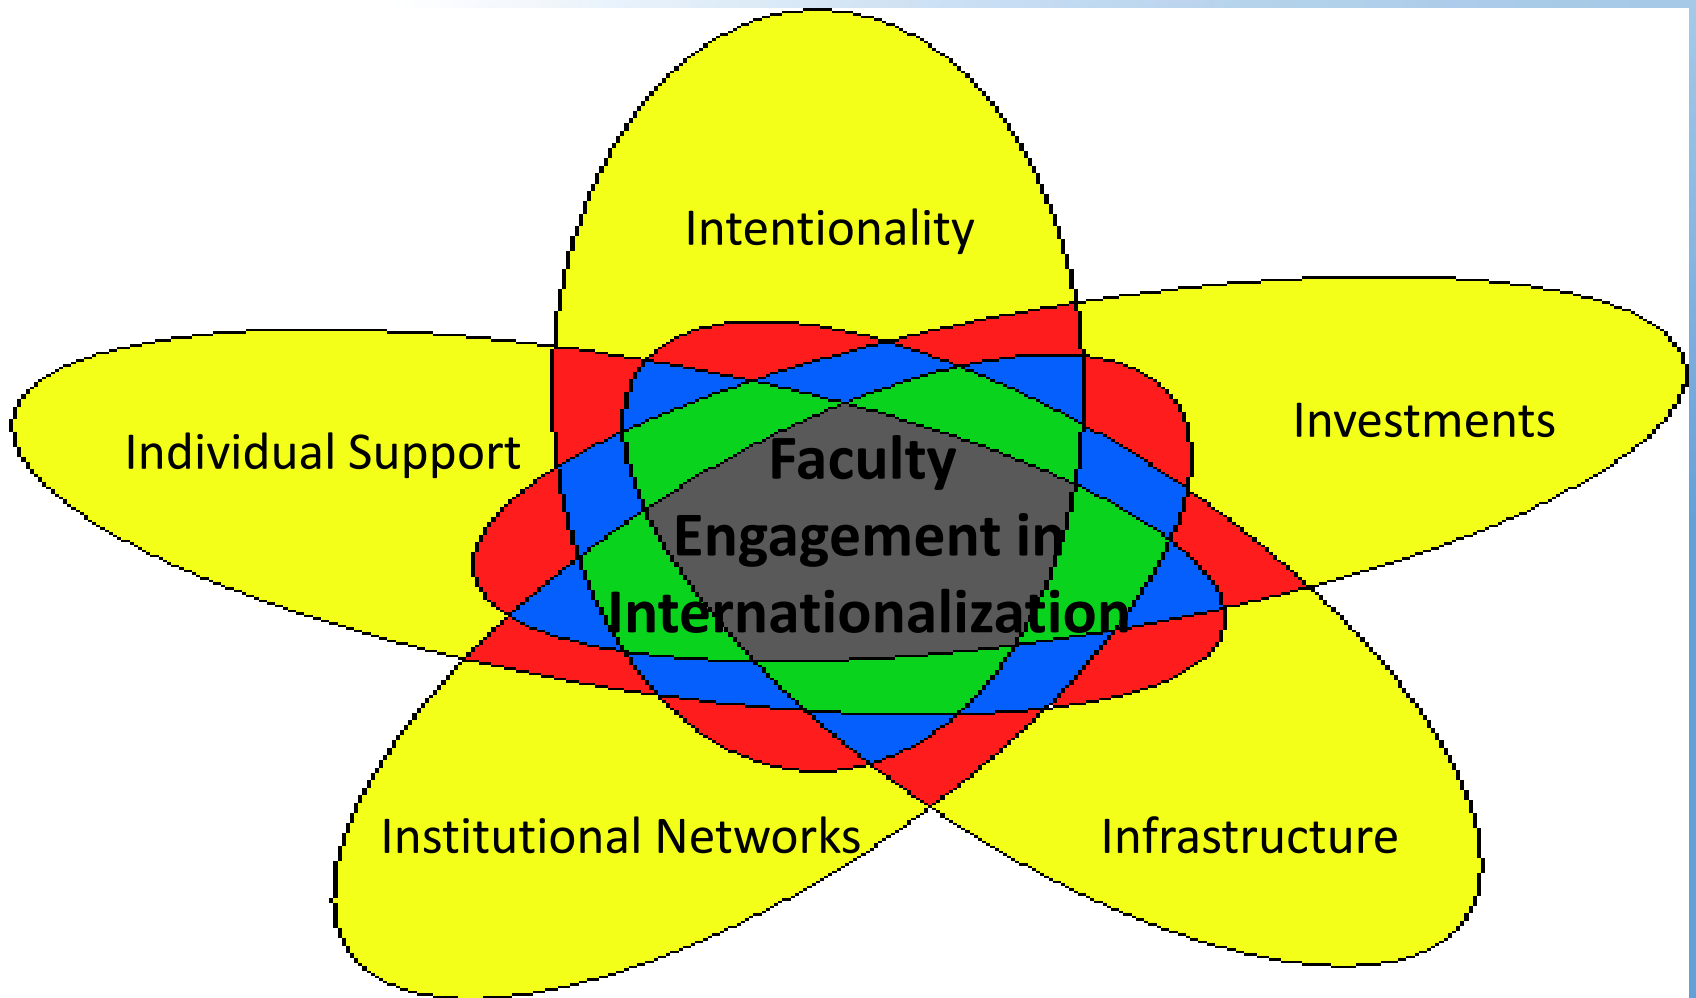 Intentionality
Investments
Individual Support
Faculty
Engagement in
Internationalization
Institutional Networks
Infrastructure